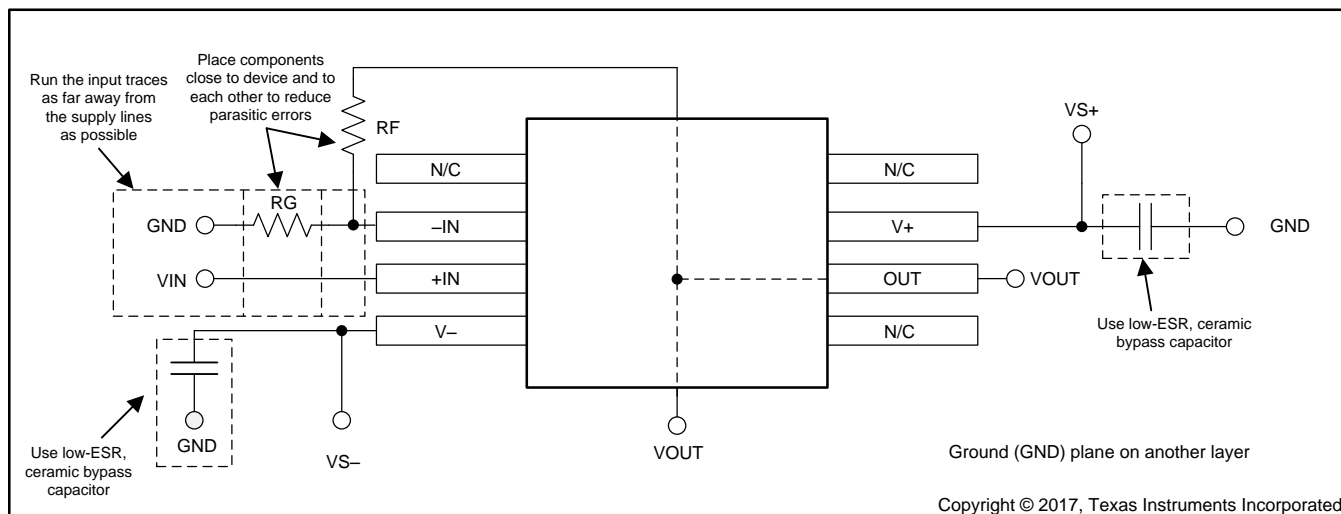 Run the input traces
as far away from
the supply lines
as possible
Place components
close to device and to
each other to reduce
parasitic errors
RF
VS+
N/C
N/C
RG
GND
–IN
V+
GND
VIN
+IN
OUT
VOUT
V–
N/C
Use low-ESR, ceramic
bypass capacitor
GND
Use low-ESR,
ceramic bypass
capacitor
VS–
VOUT
Ground (GND) plane on another layer
Copyright © 2017, Texas Instruments Incorporated